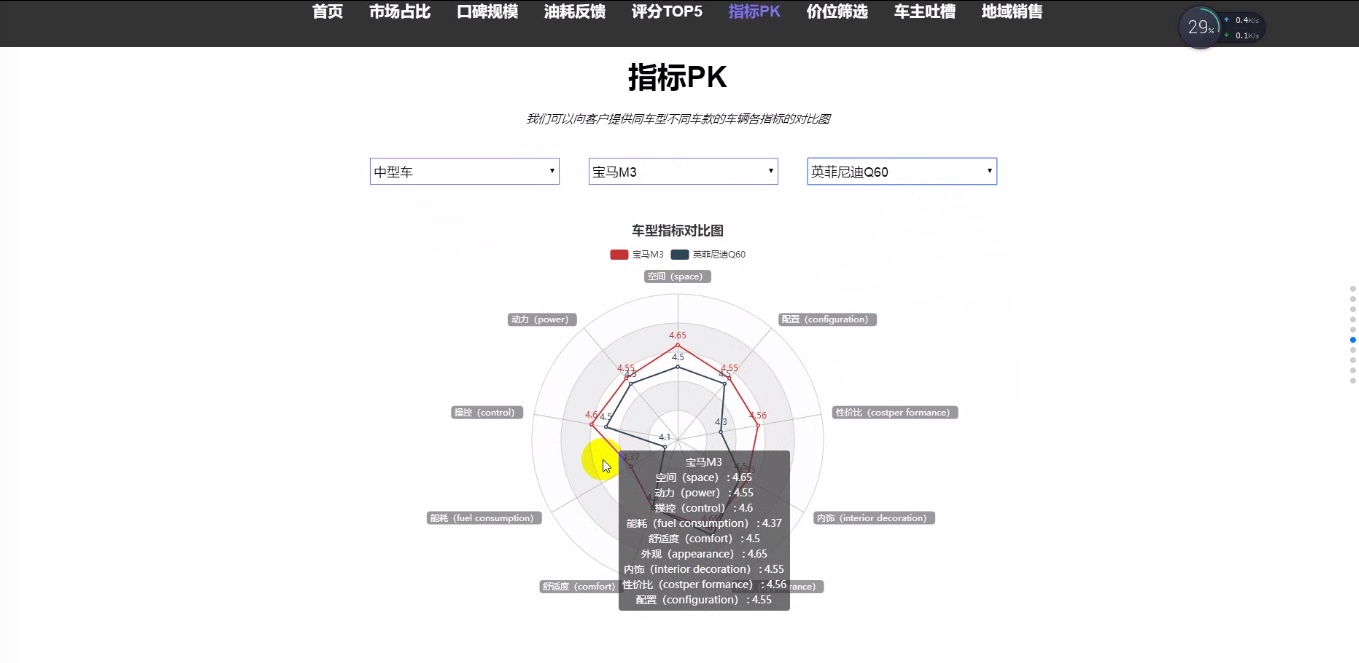 首页 市场占比 口碑规模 油耗反馈 评分TOP5 指标PK 价位筛选 车主吐槽 地域销售
29% 0.4K/s
0.1K/s
指标PK
我们可以向客户提供同车型不同车款的车辆各指标的对比图
中型车 宝马M3 英菲尼迪Q60
车型指标对比图
宝马M3 英菲尼迪Q60
空间（space）
动力（power） 配置（configuration）
4.65
4.5
4.55 4.5 4.5 4.55
操控（control） 性价比（costper formance）
4.6 4.5 4.3 4.56
4.1
4.37
宝马M3
空间（space）: 4.65
动力（power）: 4.55
操控（control）: 4.6
能耗（fuel consumption）: 4.37
舒适度（comfort）: 4.5
外观（appearance）: 4.65
内饰（interior decoration）: 4.55
性价比（costper formance）: 4.56
配置（configuration）: 4.55
能耗（fuel consumption） 内饰（interior decoration）
舒适度（comfort）